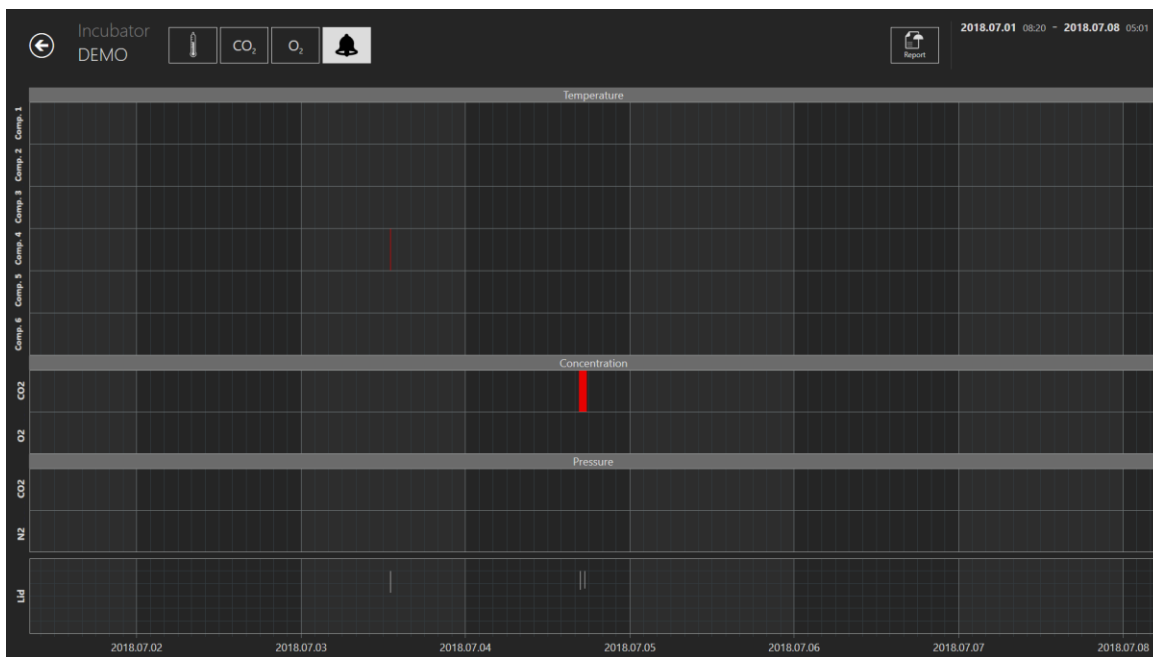 Incubator
DEMO
CO₂
O₂
Report
2018.07.01 08:20 - 2018.07.08 05:01
Temperature
Comp. 1
Comp. 2
Comp. 3
Comp. 4
Comp. 5
Comp. 6
Concentration
CO2
O2
Pressure
CO2
N2
Lid
2018.07.02 2018.07.03 2018.07.04 2018.07.05 2018.07.06 2018.07.07 2018.07.08